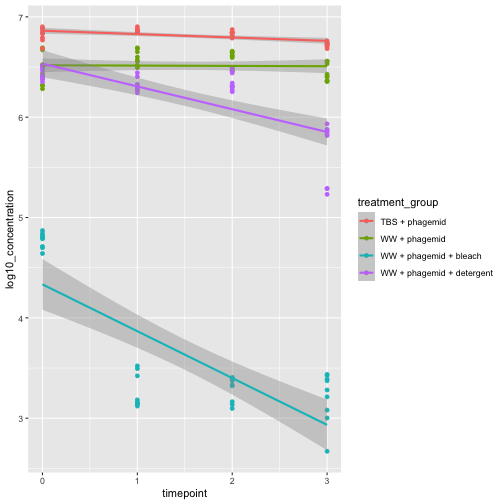 7
6
5
4
3
log10_concentration
0 1 2 3
timepoint
treatment_group
TBS + phagemid
WW + phagemid
WW + phagemid + bleach
WW + phagemid + detergent